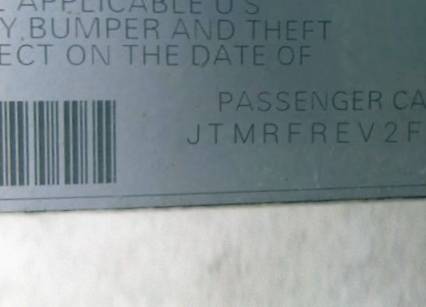 APPLICABLE U S
Y, BUMPER AND THEFT
ECT ON THE DATE OF
PASSENGER CA
JTMRFREV2F